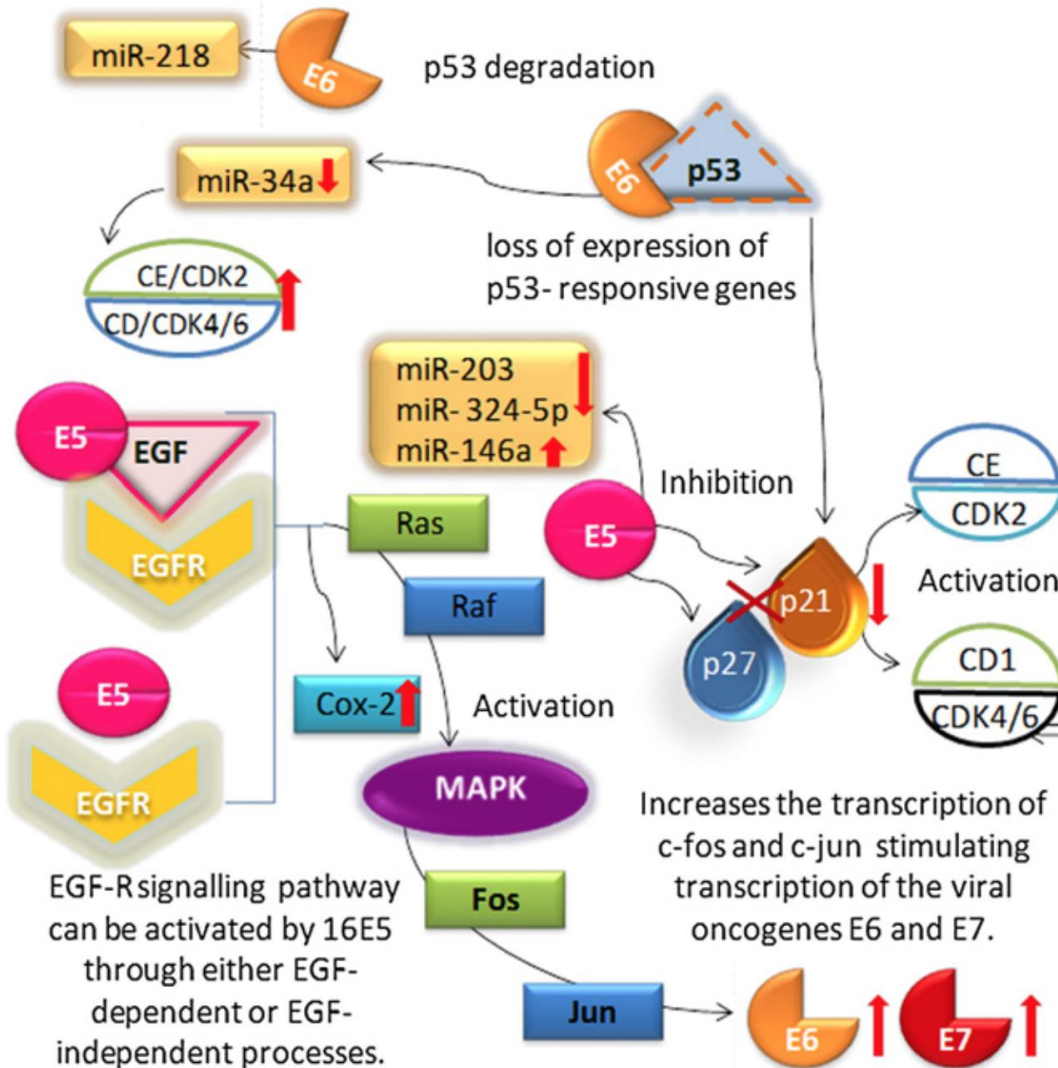 miR-218
E6
p53 degradation
E6
p53
miR-34a
loss of expression of
p53- responsive genes
CE/CDK2
CD/CDK4/6
miR-203
miR- 324-5p
miR-146a
E5
EGF
EGFR
Ras
Raf
Cox-2
Inhibition
E5
p21
p27
CE
CDK2
Activation
CD1
CDK4/6
E5
EGFR
Activation
MAPK
EGF-R signalling pathway
can be activated by 16E5
through either EGF-
dependent or EGF-
independent processes.
Increases the transcription of
c-fos and c-jun stimulating
transcription of the viral
oncogenes E6 and E7.
Fos
Jun
E6
E7